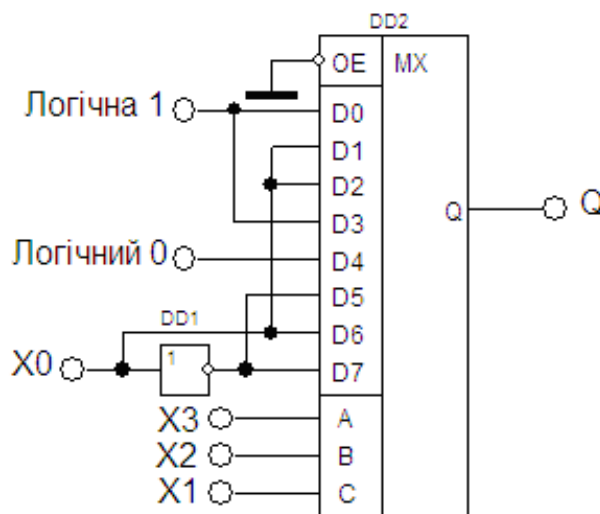 DD2
OE MX
Логічна 1 D0
D1
D2
D3
Q Q
Логічний 0 D4
D5
DD1
D6
X0 1 D7
X3 A
X2 B
X1 C